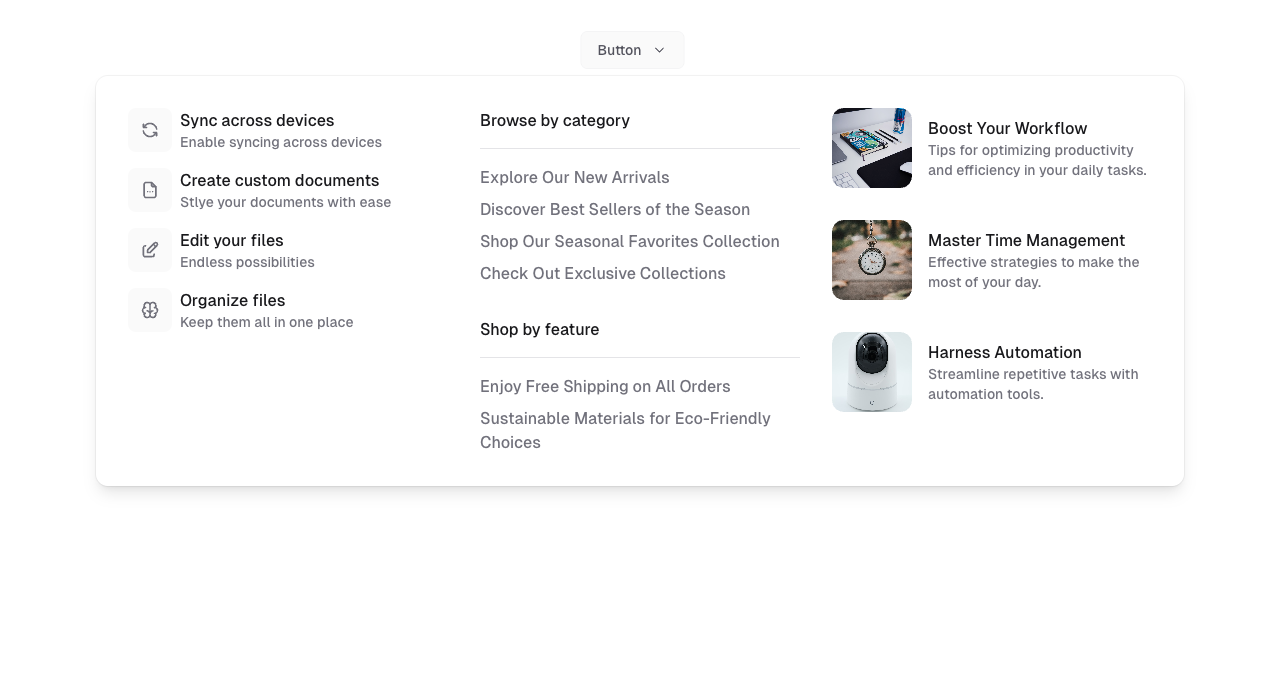 Button
Sync across devices
Enable syncing across devices
Create custom documents
Stlye your documents with ease
Edit your files
Endless possibilities
Organize files
Keep them all in one place
Browse by category
Explore Our New Arrivals
Discover Best Sellers of the Season
Shop Our Seasonal Favorites Collection
Check Out Exclusive Collections
Shop by feature
Enjoy Free Shipping on All Orders
Sustainable Materials for Eco-Friendly
Choices
Boost Your Workflow
Tips for optimizing productivity
and efficiency in your daily tasks.
Master Time Management
Effective strategies to make the
most of your day.
Harness Automation
Streamline repetitive tasks with
automation tools.